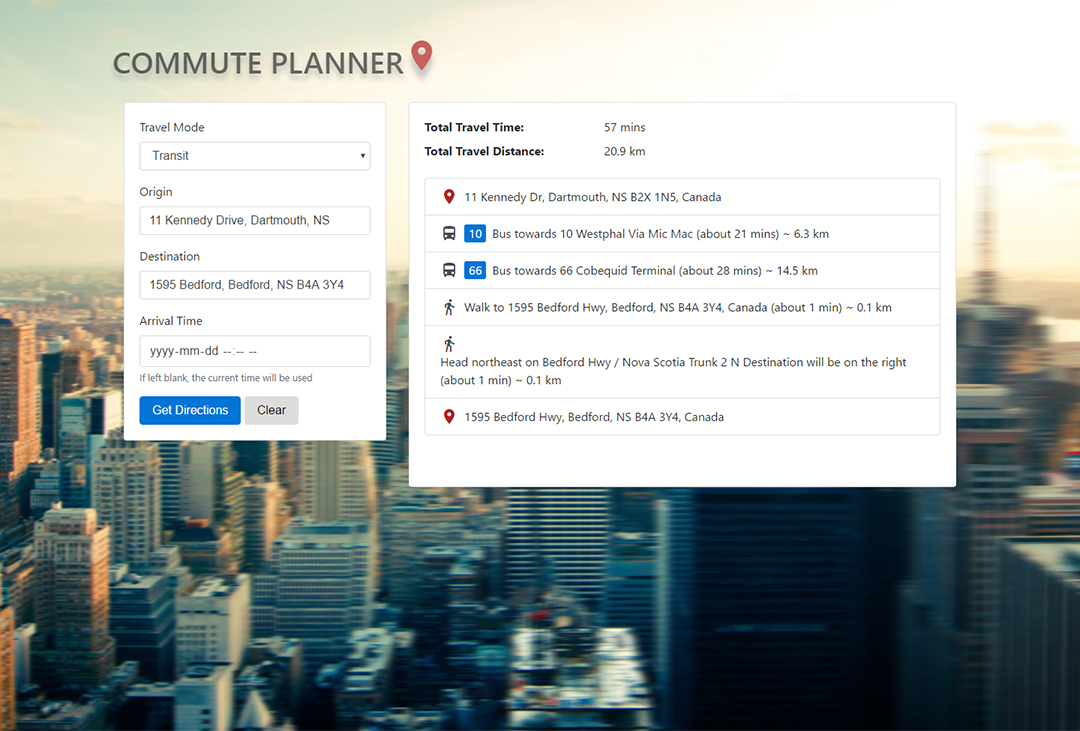 COMMUTE PLANNER
Travel Mode
Transit
Origin
11 Kennedy Drive, Dartmouth, NS
Destination
1595 Bedford, Bedford, NS B4A 3Y4
Arrival Time
yyyy-mm-dd --:-- --
If left blank, the current time will be used
Get Directions
Clear
Total Travel Time: 57 mins
Total Travel Distance: 20.9 km
11 Kennedy Dr, Dartmouth, NS B2X 1N5, Canada
10 Bus towards 10 Westphal Via Mic Mac (about 21 mins) ~ 6.3 km
66 Bus towards 66 Cobequid Terminal (about 28 mins) ~ 14.5 km
Walk to 1595 Bedford Hwy, Bedford, NS B4A 3Y4, Canada (about 1 min) ~ 0.1 km
Head northeast on Bedford Hwy / Nova Scotia Trunk 2 N Destination will be on the right
(about 1 min) ~ 0.1 km
1595 Bedford Hwy, Bedford, NS B4A 3Y4, Canada